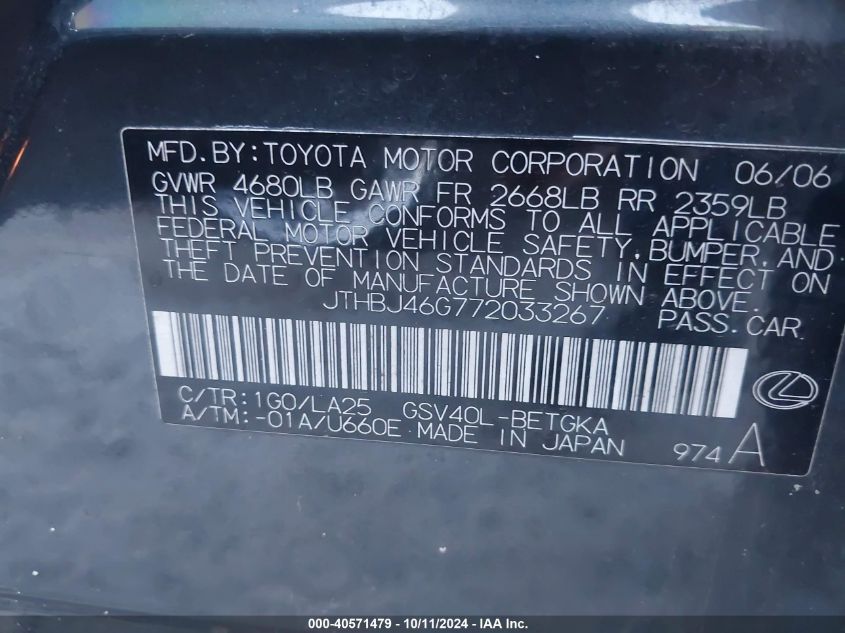 MFD.BY:TOYOTA MOTOR CORPORATION 06/06
GVWR 4680LB GAWR FR 2668LB RR 2359LB
THIS VEHICLE CONFORMS TO ALL APPLICABLE
FEDERAL MOTOR VEHICLE SAFETY,BUMPER,AND
THEFT PREVENTION STANDARDS IN EFFECT ON
THE DATE OF MANUFACTURE SHOWN ABOVE.
JTHBJ46G772033267 PASS.CAR
C/TR:1G0/LA25 GSV40L-BETGKA
A/TM:-01A/U660E MADE IN JAPAN 974A
000-40571479 - 10/11/2024 - IAA Inc.